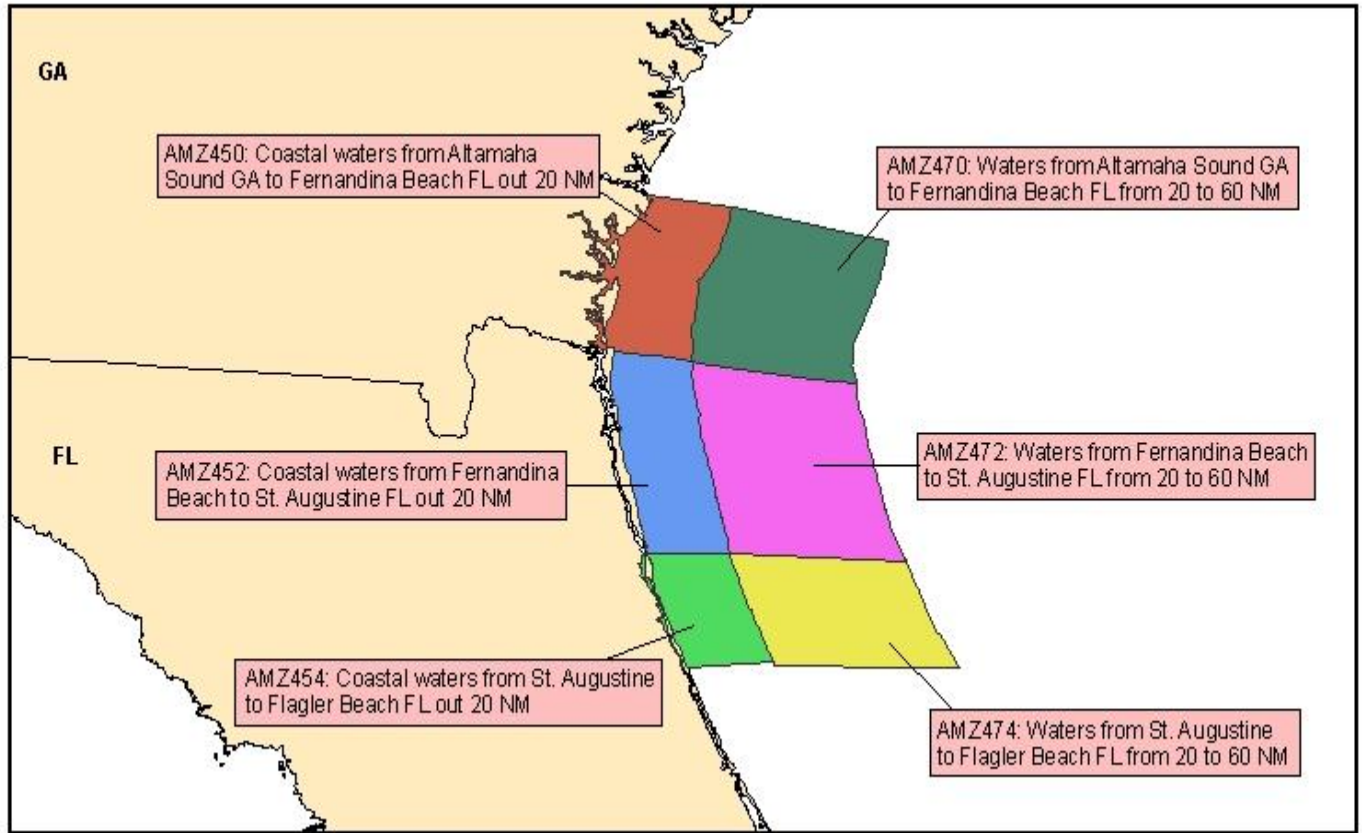 GA
AMZ450: Coastal waters from Altamaha
Sound GA to Fernandina Beach FL out 20 NM
AMZ470: Waters from Altamaha Sound GA
to Fernandina Beach FL from 20 to 60 NM
FL
AMZ452: Coastal waters from Fernandina
Beach to St. Augustine FL out 20 NM
AMZ472: Waters from Fernandina Beach
to St. Augustine FL from 20 to 60 NM
AMZ454: Coastal waters from St. Augustine
to Flagler Beach FL out 20 NM
AMZ474: Waters from St. Augustine
to Flagler Beach FL from 20 to 60 NM